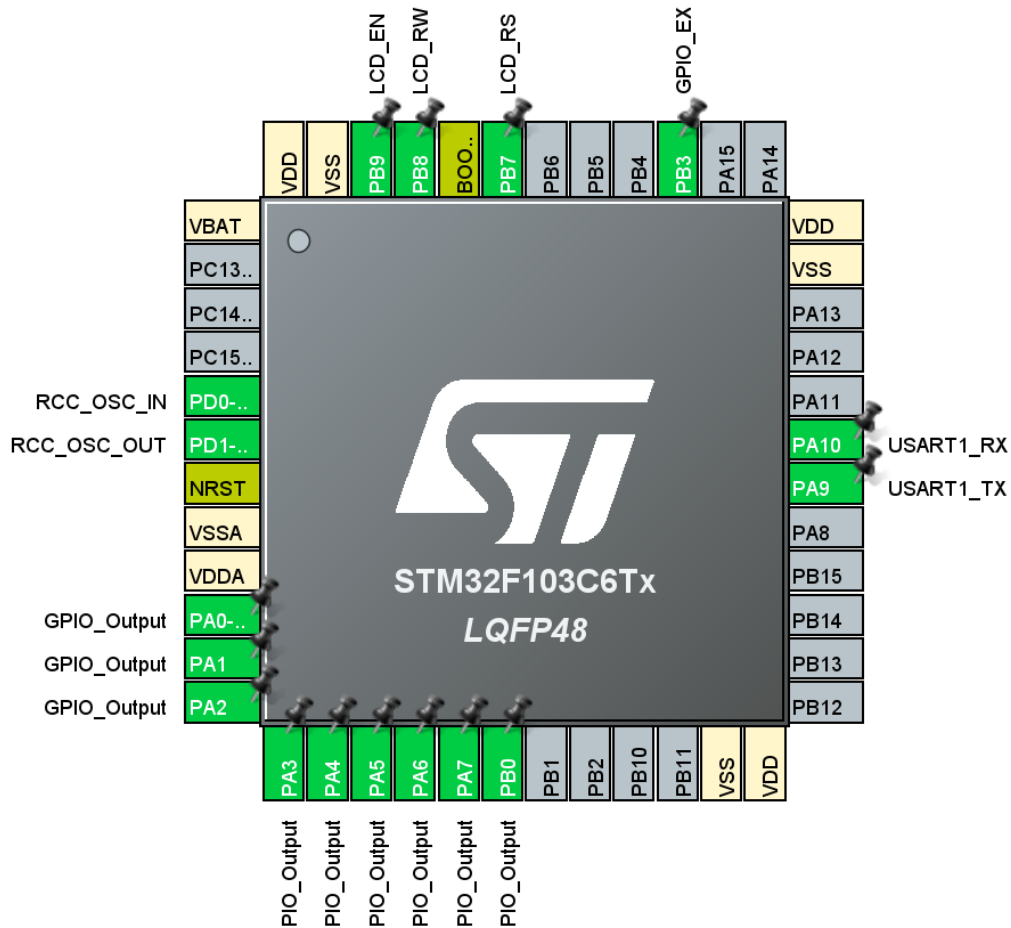 LCD_EN
LCD_RW
LCD_RS
GPIO_EX
VDD
VSS
PB9
PB8
BOO..
PB7
PB6
PB5
PB4
PB3
PA15
PA14
VBAT
PC13..
PC14..
PC15..
RCC_OSC_IN PD0-..
RCC_OSC_OUT PD1-..
NRST
VSSA
VDDA
GPIO_Output PA0-..
GPIO_Output PA1
GPIO_Output PA2
ST
STM32F103C6Tx
LQFP48
VDD
VSS
PA13
PA12
PA11
PA10 USART1_RX
PA9 USART1_TX
PA8
PB15
PB14
PB13
PB12
PA3
PA4
PA5
PA6
PA7
PB0
PB1
PB2
PB10
PB11
VSS
VDD
PIO_Output
PIO_Output
PIO_Output
PIO_Output
PIO_Output
PIO_Output